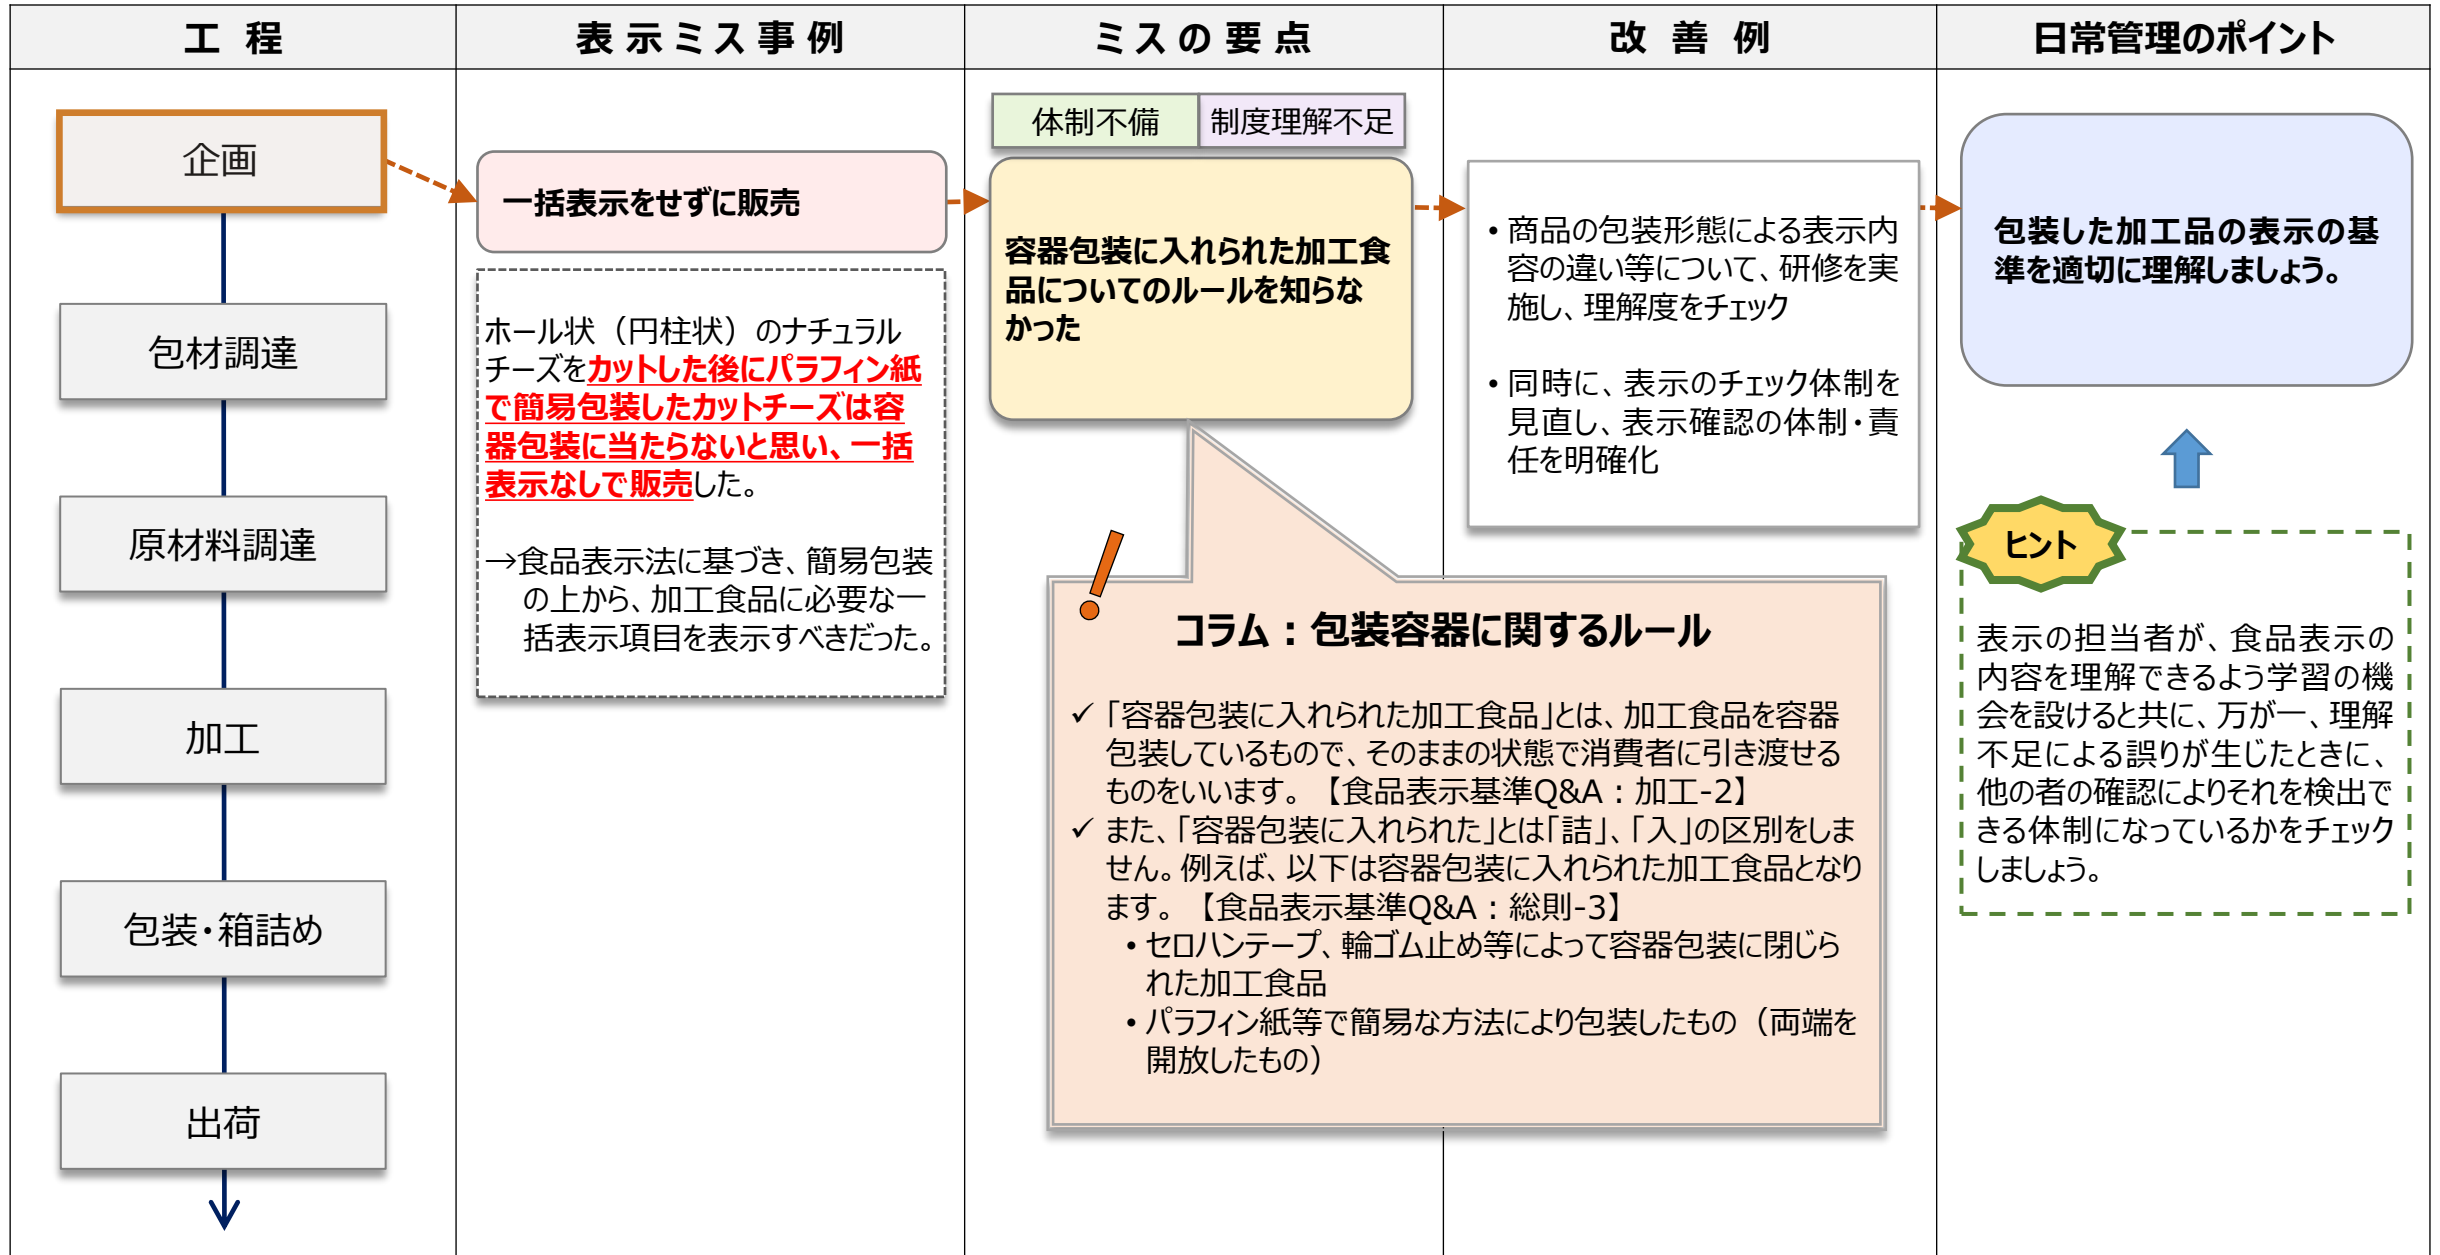 工 程
表 示 ミ ス 事 例
ミ ス の 要 点
改 善 例
日常管理のポイント
企画
包材調達
原材料調達
加工
包装・箱詰め
出荷
一括表示をせずに販売
ホール状（円柱状）のナチュラル
チーズをカットした後にパラフィン紙
で簡易包装したカットチーズは容
器包装に当たらないと思い、一括
表示なしで販売した。
→食品表示法に基づき、簡易包装
の上から、加工食品に必要な一
括表示項目を表示すべきだった。
体制不備
制度理解不足
容器包装に入れられた加工食
品についてのルールを知らな
かった
・商品の包装形態による表示内
容の違い等について、研修を実
施し、理解度をチェック
・同時に、表示のチェック体制を
見直し、表示確認の体制・責
任を明確化
コラム：包装容器に関するルール
✓「容器包装に入れられた加工食品」とは、加工食品を容器
包装しているもので、そのままの状態で消費者に引き渡せる
ものをいいます。【食品表示基準Q&A：加工-2】
✓また、「容器包装に入れられた」とは「詰」、「入」の区別をしま
せん。例えば、以下は容器包装に入れられた加工食品となり
ます。【食品表示基準Q&A：総則-3】
・セロハンテープ、輪ゴム止め等によって容器包装に閉じら
れた加工食品
・パラフィン紙等で簡易な方法により包装したもの（両端を
開放したもの）
包装した加工品の表示の基
準を適切に理解しましょう。
ヒント
表示の担当者が、食品表示の
内容を理解できるよう学習の機
会を設けると共に、万が一、理解
不足による誤りが生じたときに、
他の者の確認によりそれを検出で
きる体制になっているかをチェック
しましょう。